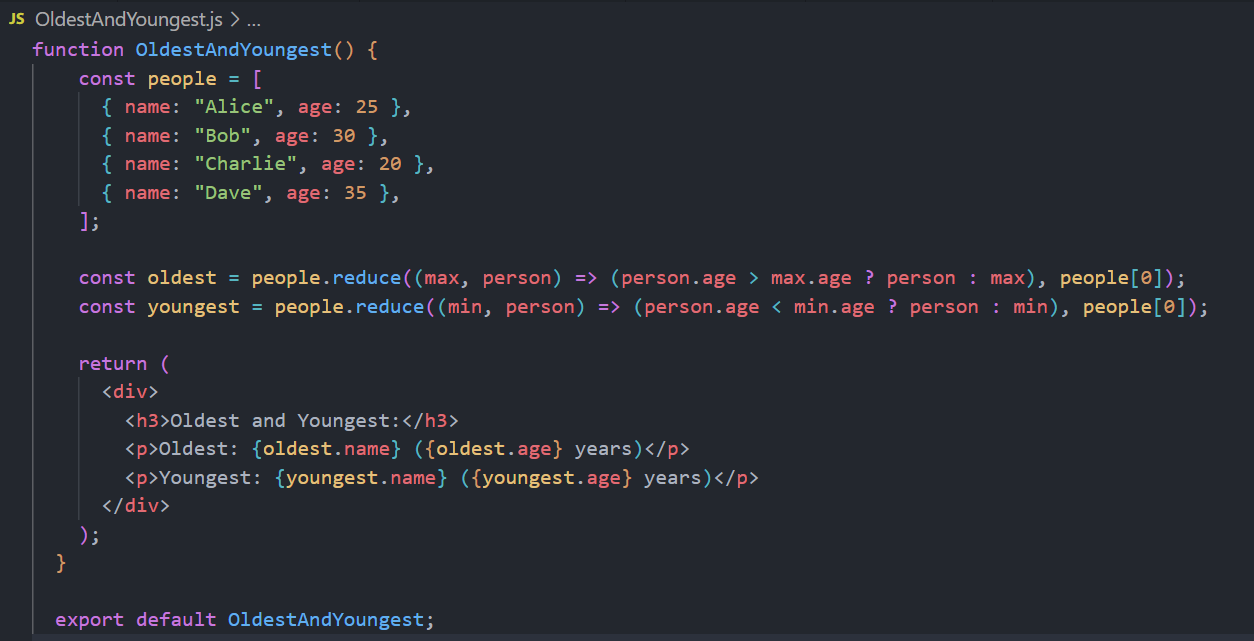 JS OldestAndYoungest.js > ...
function OldestAndYoungest() {
    const people = [
      { name: "Alice", age: 25 },
      { name: "Bob", age: 30 },
      { name: "Charlie", age: 20 },
      { name: "Dave", age: 35 },
    ];

    const oldest = people.reduce((max, person) => (person.age > max.age ? person : max), people[0]);
    const youngest = people.reduce((min, person) => (person.age < min.age ? person : min), people[0]);

    return (
      <div>
        <h3>Oldest and Youngest:</h3>
        <p>Oldest: {oldest.name} ({oldest.age} years)</p>
        <p>Youngest: {youngest.name} ({youngest.age} years)</p>
      </div>
    );
  }

  export default OldestAndYoungest;